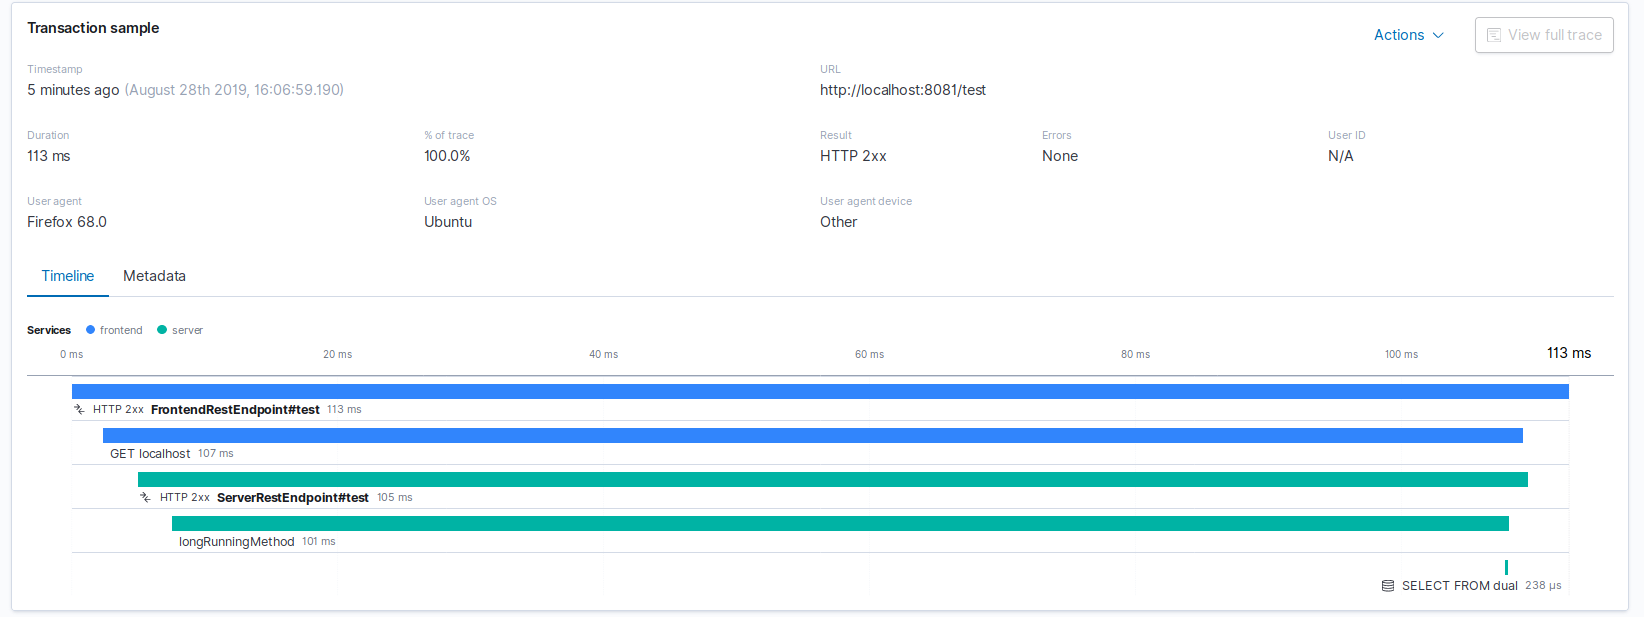 Transaction sample
Actions
View full trace
Timestamp
URL
5 minutes ago (August 28th 2019, 16:06:59.190)
http://localhost:8081/test
Duration
% of trace
Result
Errors
User ID
113 ms
100.0%
HTTP 2xx
None
N/A
User agent
User agent OS
User agent device
Firefox 68.0
Ubuntu
Other
Timeline
Metadata
Services frontend server
0 ms 20 ms 40 ms 60 ms 80 ms 100 ms 113 ms
HTTP 2xx FrontendRestEndpoint#test 113 ms
GET localhost 107 ms
HTTP 2xx ServerRestEndpoint#test 105 ms
longRunningMethod 101 ms
SELECT FROM dual 238 μs